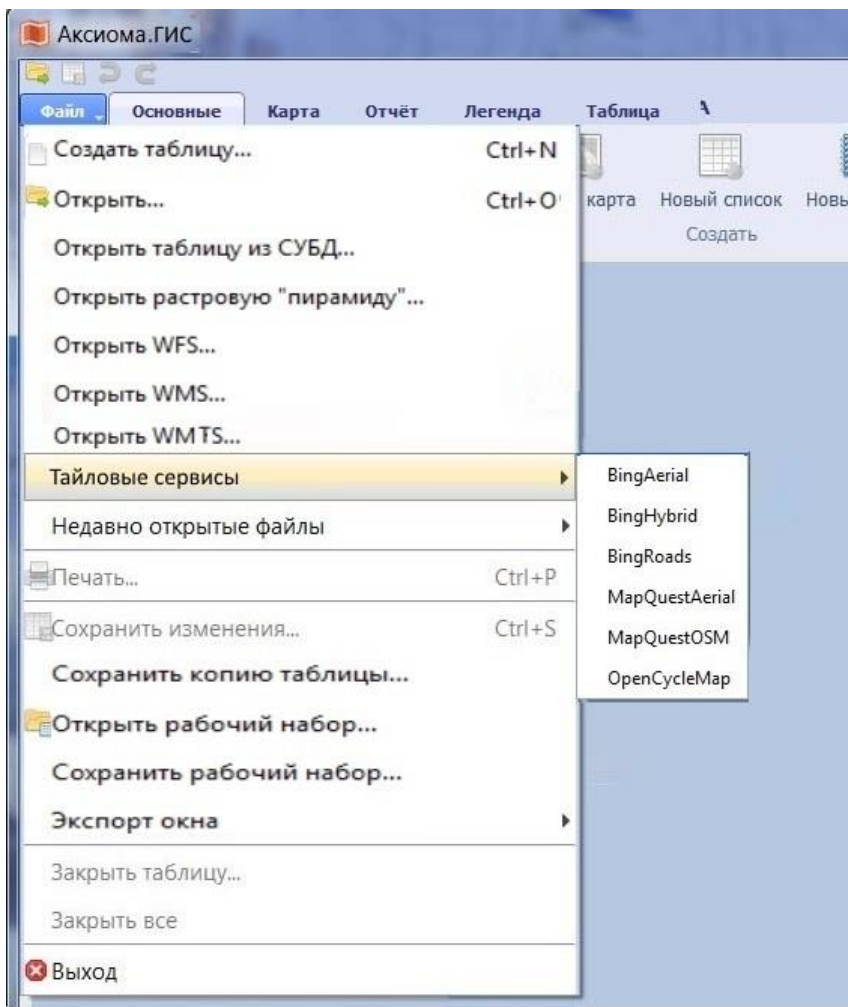 Аксиома.ГИС
Файл Основные Карта Отчёт Легенда Таблица
Создать таблицу... Ctrl+N
Открыть... Ctrl+O
карта Новый список Новь
Создать
Открыть таблицу из СУБД...
Открыть растровую "пирамиду"...
Открыть WFS...
Открыть WMS...
Открыть WMTS...
Тайловые сервисы
Недавно открытые файлы
Печать... Ctrl+P
Сохранить изменения... Ctrl+S
Сохранить копию таблицы...
Открыть рабочий набор...
Сохранить рабочий набор...
Экспорт окна
Закрыть таблицу...
Закрыть все
Выход
BingAerial
BingHybrid
BingRoads
MapQuestAerial
MapQuestOSM
OpenCycleMap